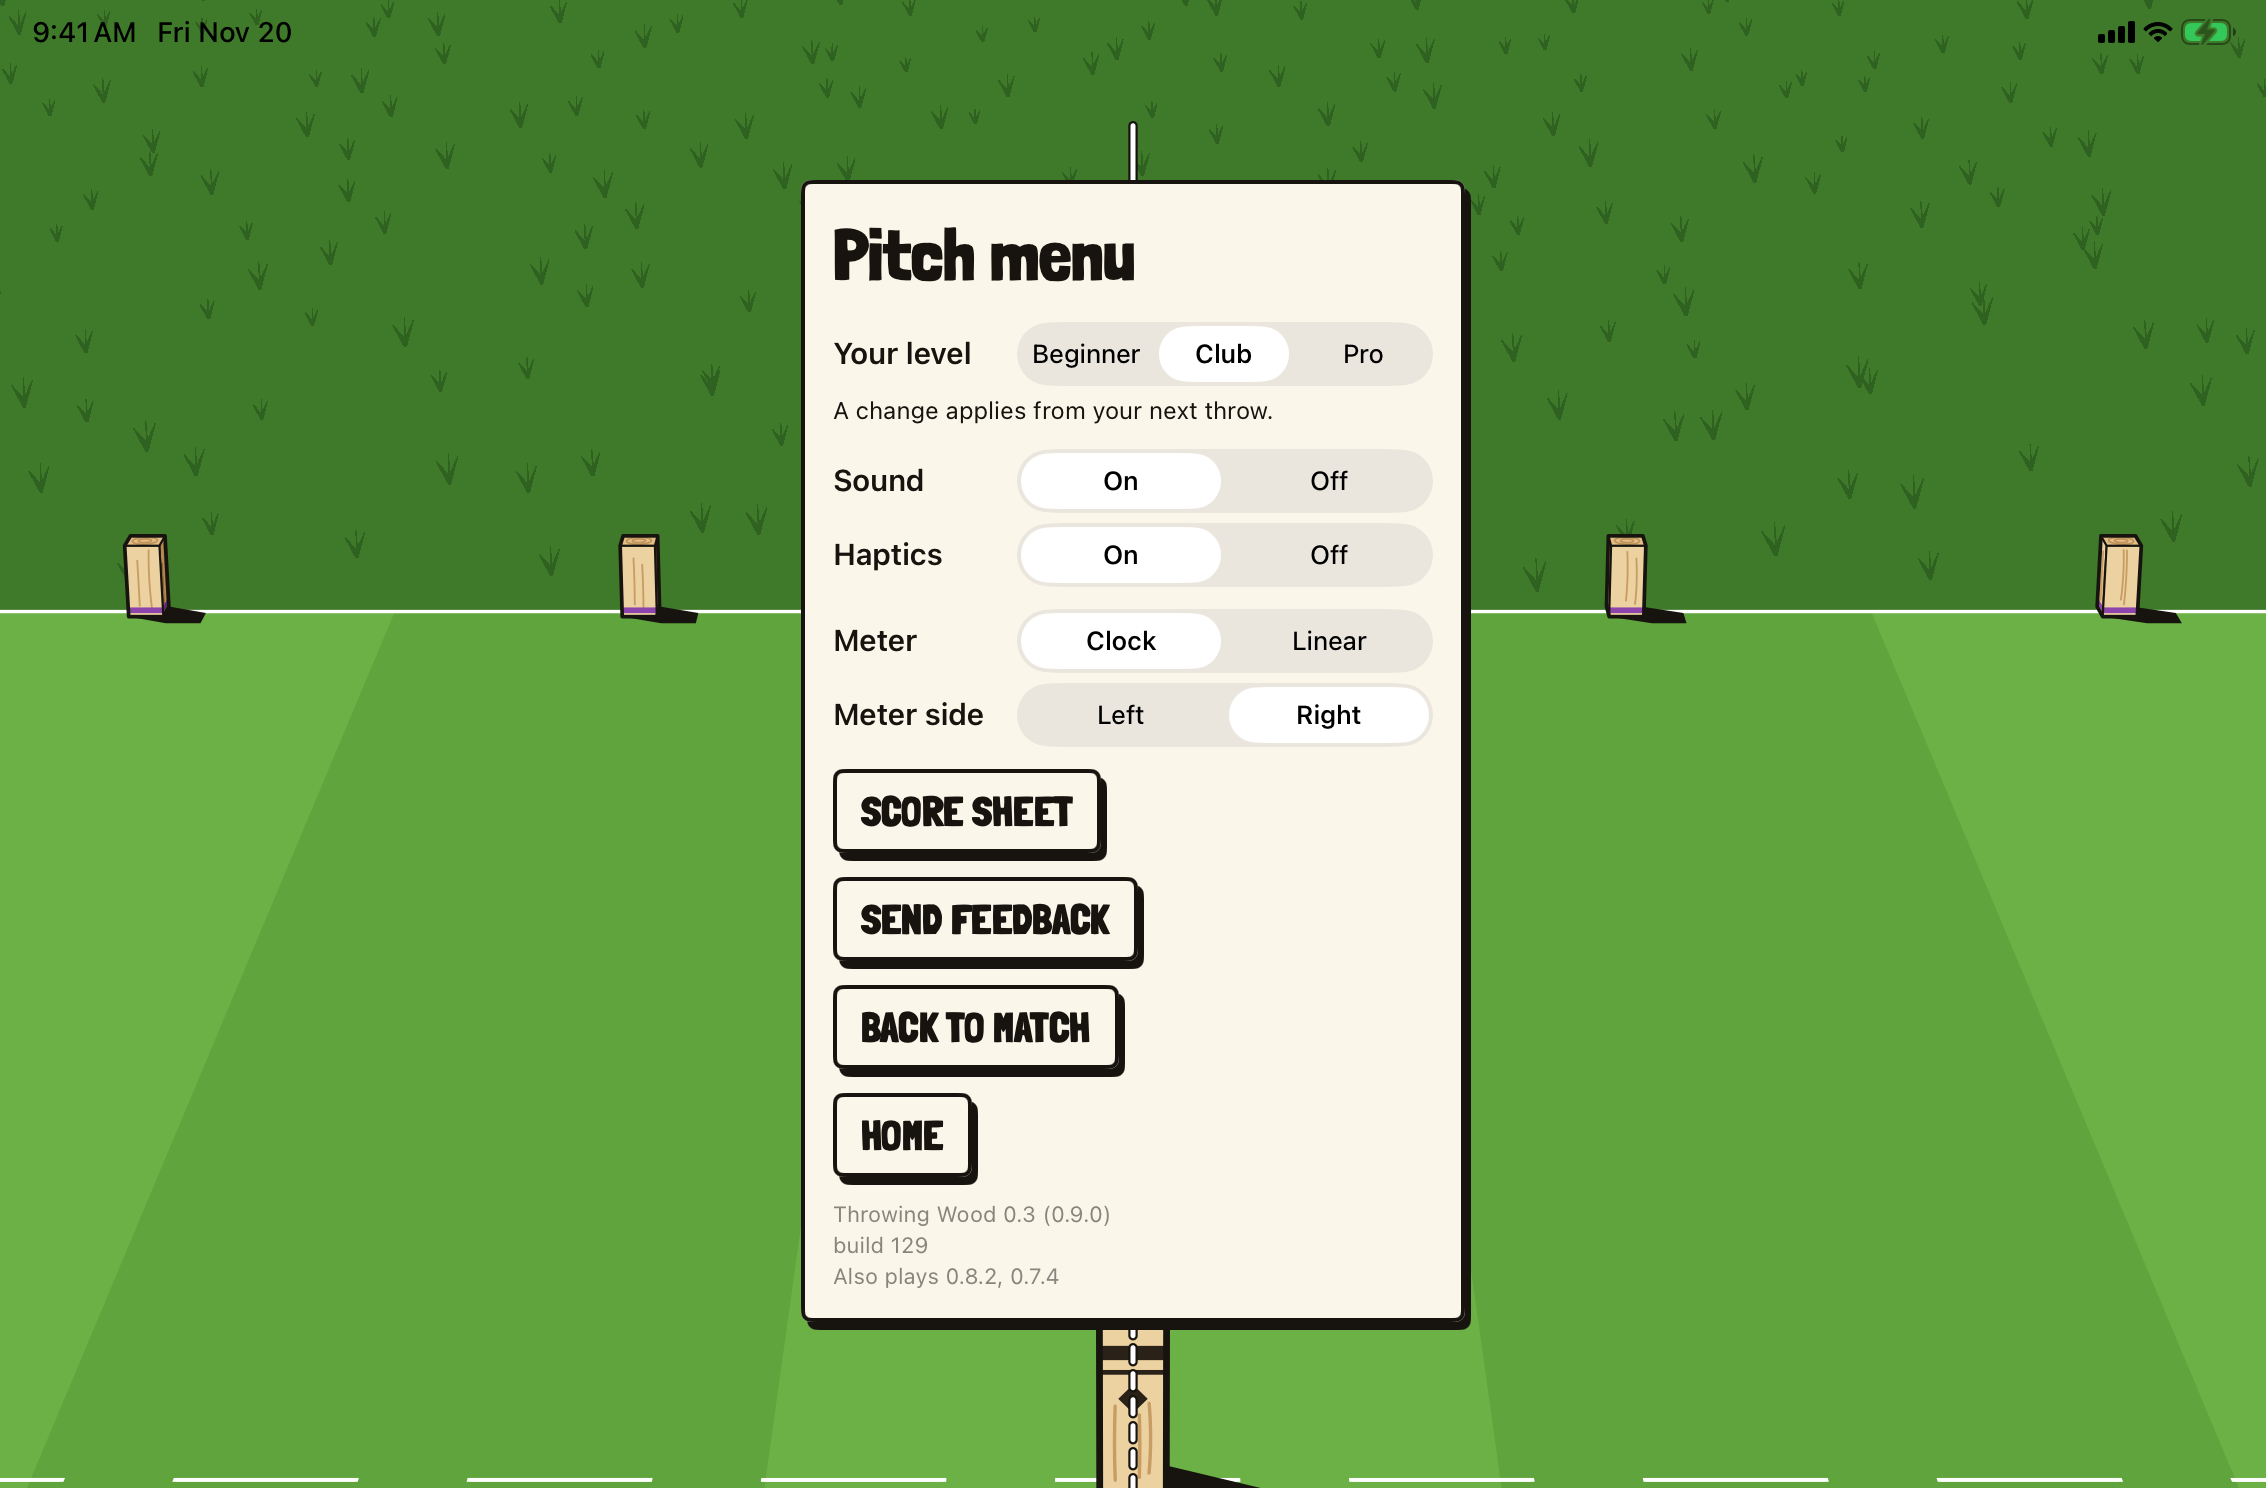 9:41 AM Fri Nov 20
Pitch menu
Your level Beginner Club Pro
A change applies from your next throw.
Sound On Off
Haptics On Off
Meter Clock Linear
Meter side Left Right
SCORE SHEET
SEND FEEDBACK
BACK TO MATCH
HOME
Throwing Wood 0.3 (0.9.0)
build 129
Also plays 0.8.2, 0.7.4